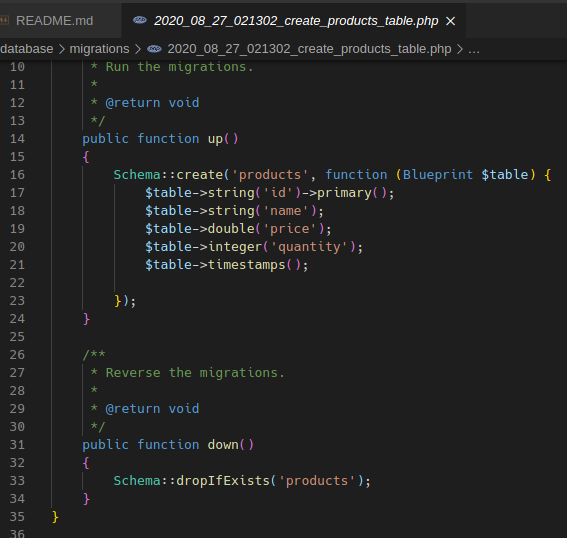 README.md 2020_08_27_021302_create_products_table.php ×
database > migrations > 2020_08_27_021302_create_products_table.php > ...
10 * Run the migrations.
11 *
12 * @return void
13 */
14 public function up()
15 {
16 Schema::create('products', function (Blueprint $table) {
17 $table->string('id')->primary();
18 $table->string('name');
19 $table->double('price');
20 $table->integer('quantity');
21 $table->timestamps();
22
23 });
24 }
25
26 /**
27 * Reverse the migrations.
28 *
29 * @return void
30 */
31 public function down()
32 {
33 Schema::dropIfExists('products');
34 }
35 }
36